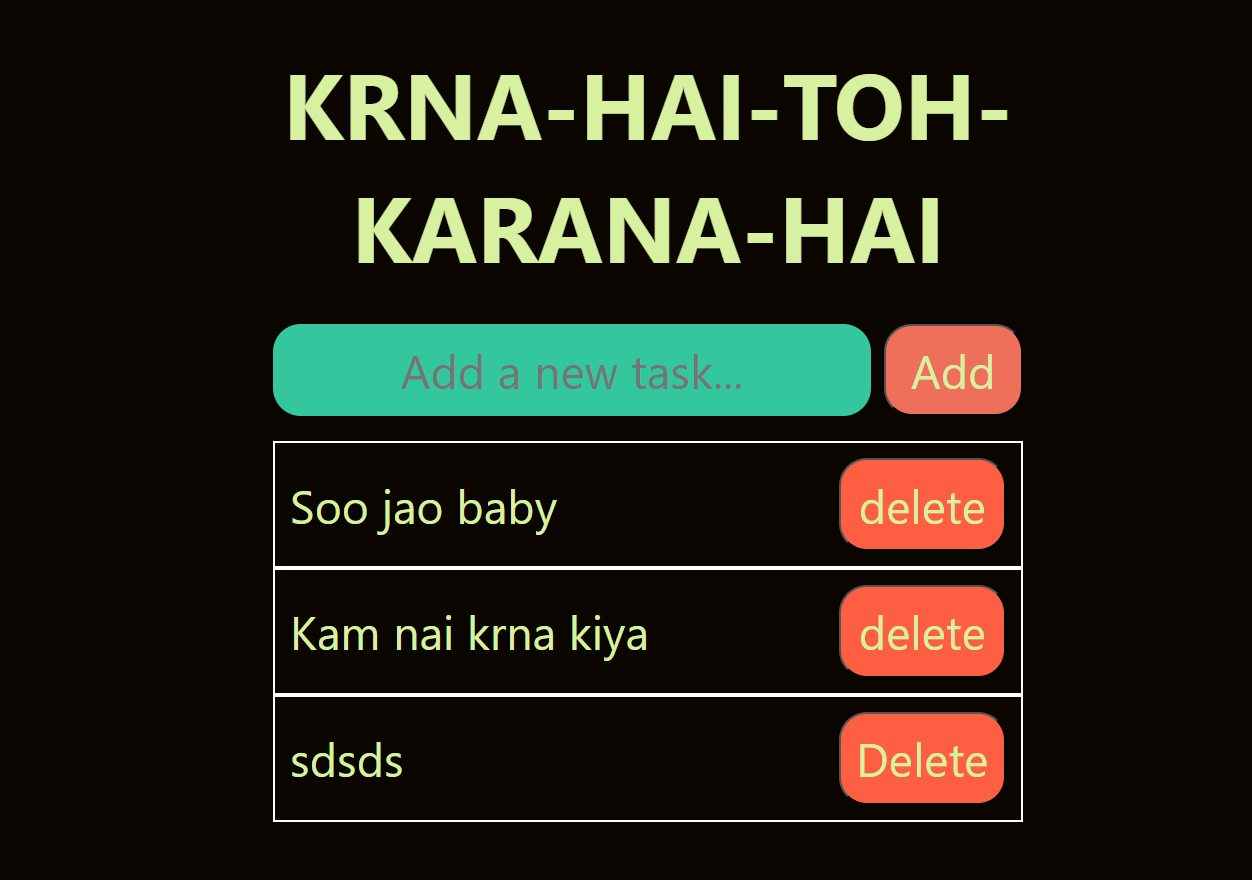 KRNA-HAI-TOH-
KARANA-HAI
Add a new task... Add
Soo jao baby delete
Kam nai krna kiya delete
sdsds Delete